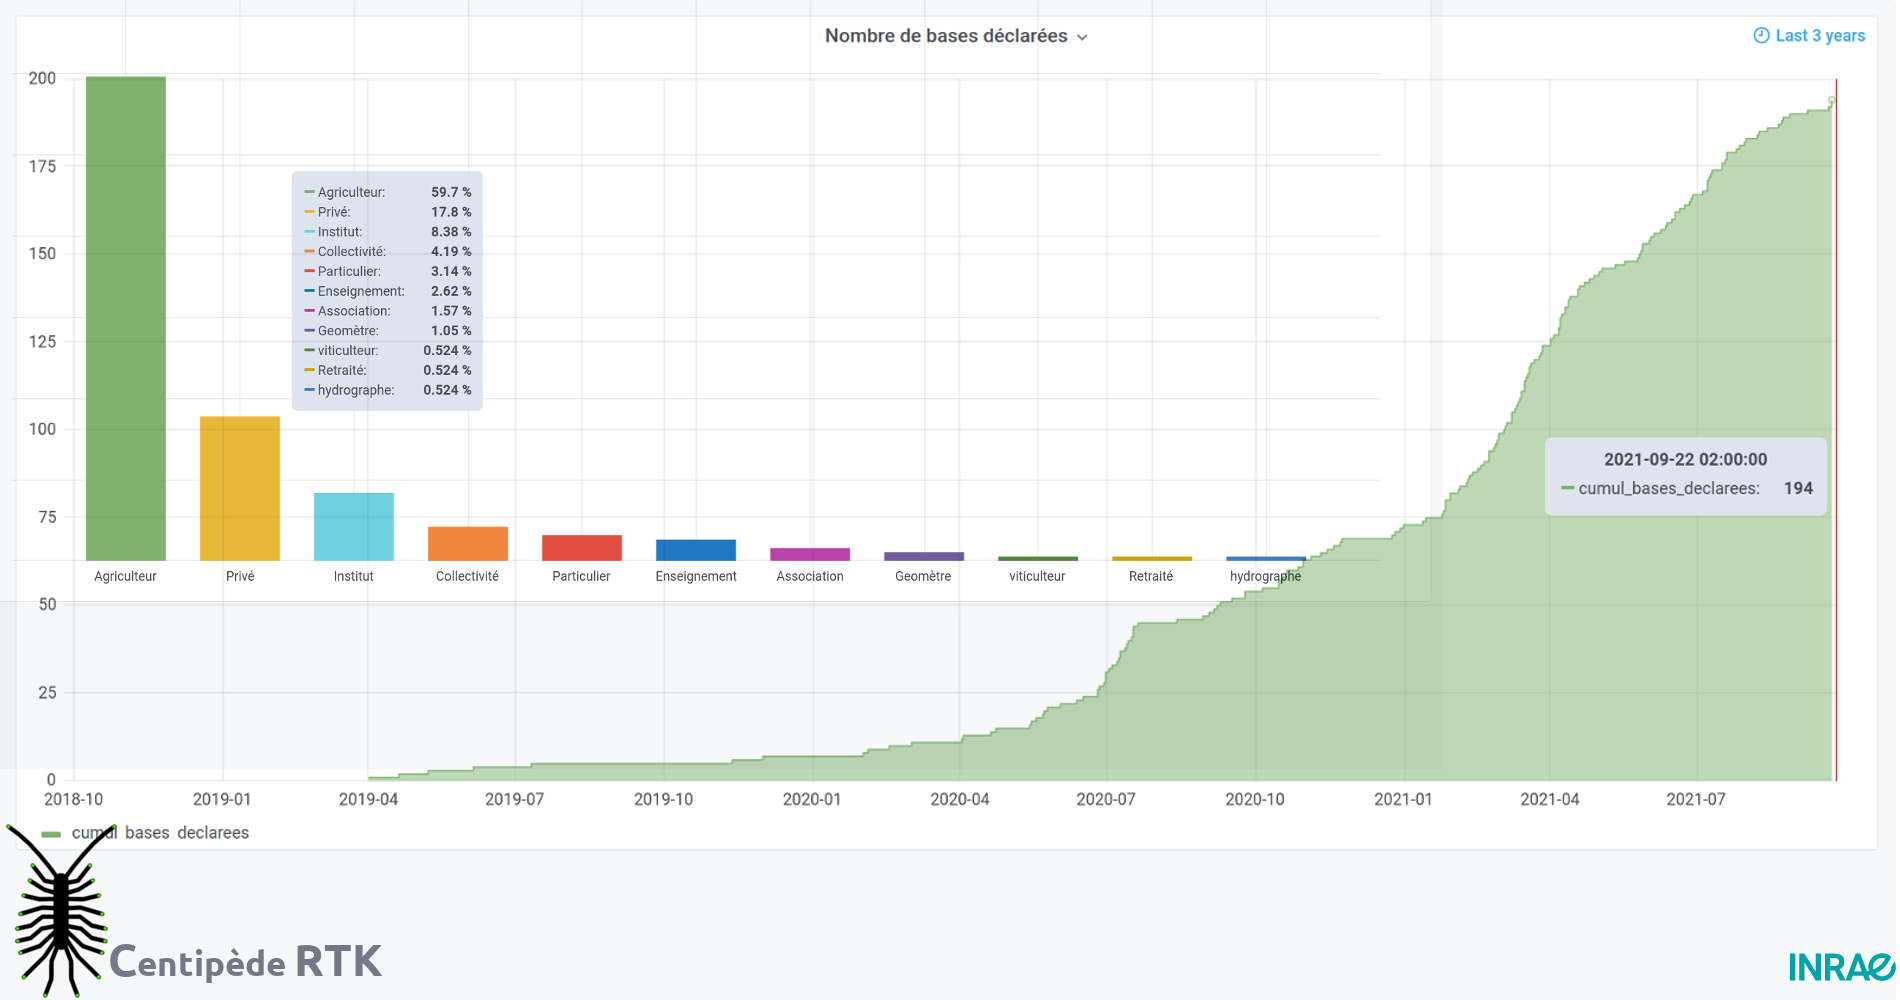 Nombre de bases déclarées
Last 3 years
200
175
150
125
100
75
50
25
0
Agriculteur: 59.7 %
Privé: 17.8 %
Institut: 8.38 %
Collectivité: 4.19 %
Particulier: 3.14 %
Enseignement: 2.62 %
Association: 1.57 %
Geomètre: 1.05 %
viticulteur: 0.524 %
Retraité: 0.524 %
hydrographe: 0.524 %
2021-09-22 02:00:00
cumul_bases_declarees: 194
Agriculteur Privé Institut Collectivité Particulier Enseignement Association Geomètre viticulteur Retraité hydrographe
2018-10 2019-01 2019-04 2019-07 2019-10 2020-01 2020-04 2020-07 2020-10 2021-01 2021-04 2021-07
cumul bases declarees
Centipède RTK
INRAE